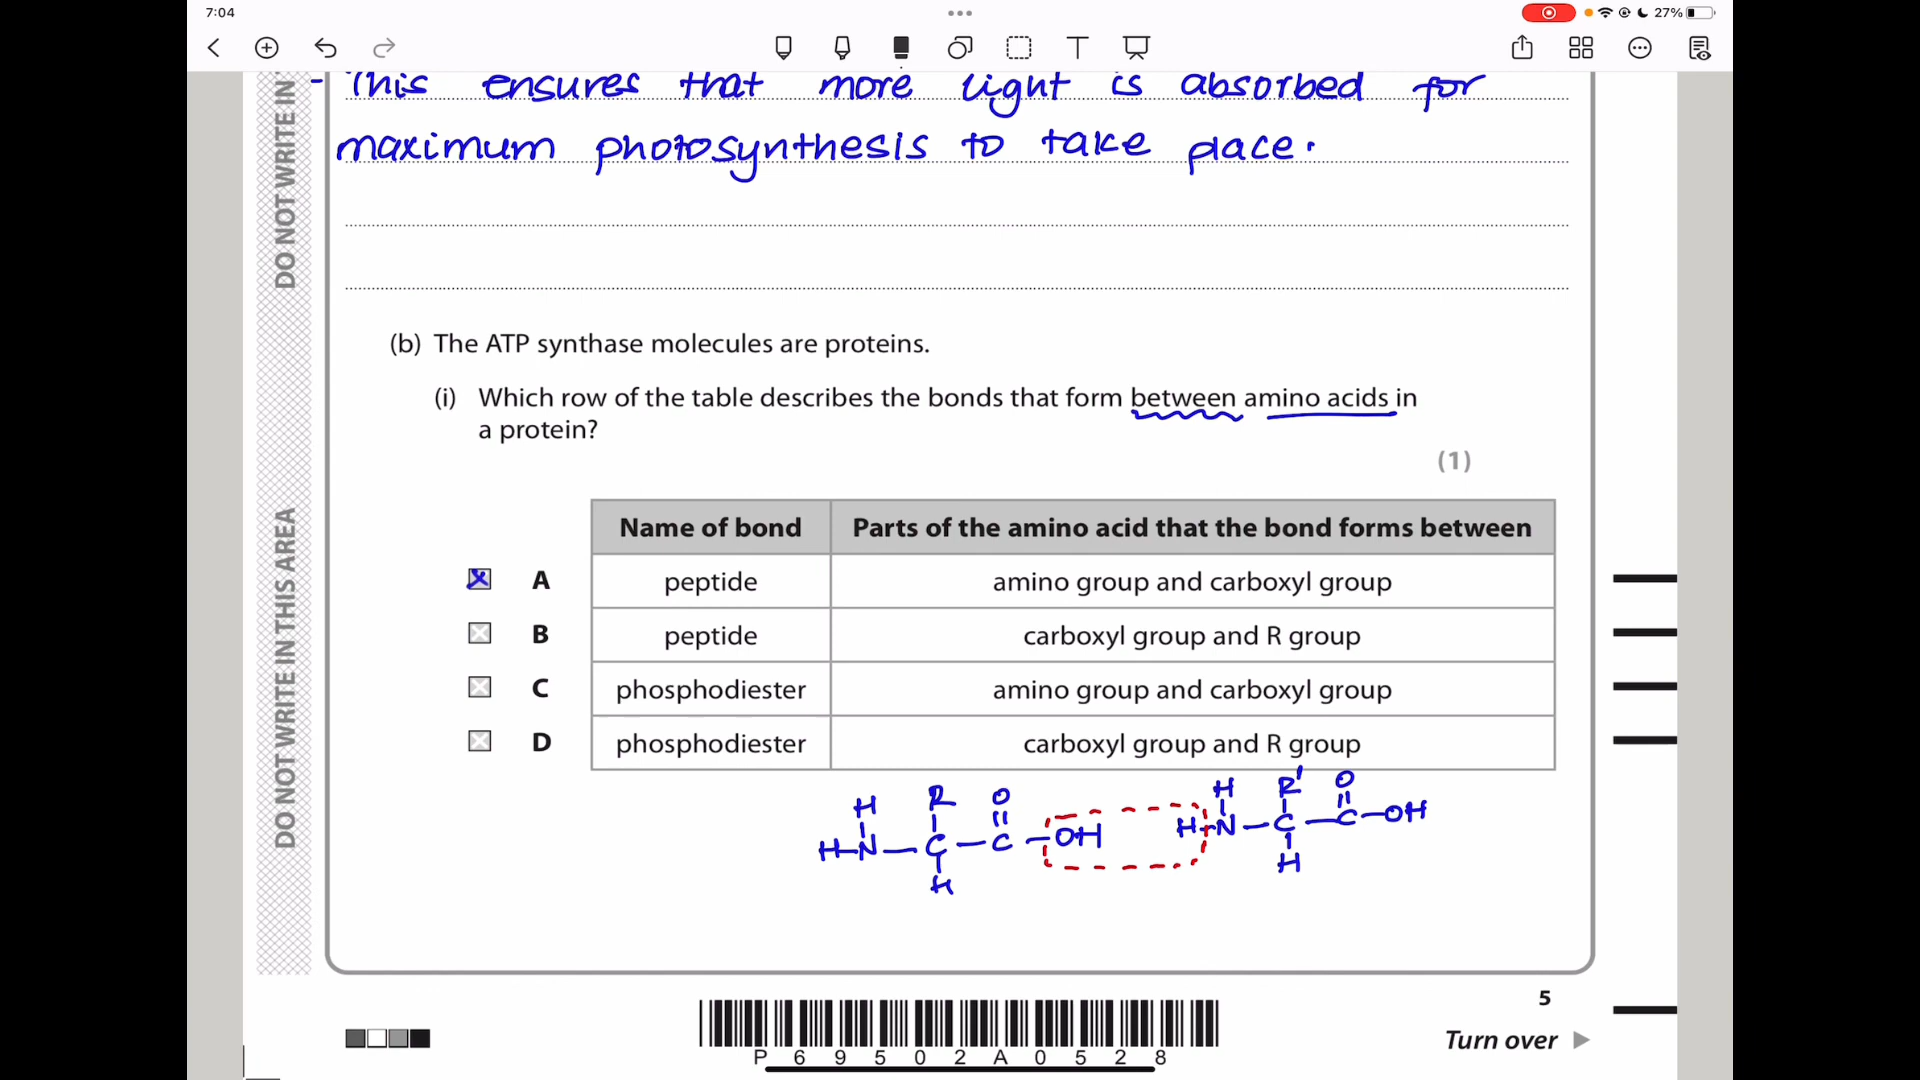 7:04
27%
- This ensures that more light is absorbed for
maximum photosynthesis to take place.
DO NOT WRITE IN
(b) The ATP synthase molecules are proteins.
(i) Which row of the table describes the bonds that form between amino acids in
a protein?
(1)
DO NOT WRITE IN THIS AREA
Name of bond Parts of the amino acid that the bond forms between
A peptide amino group and carboxyl group
B peptide carboxyl group and R group
C phosphodiester amino group and carboxyl group
D phosphodiester carboxyl group and R group
H R O H R' O
H-N-C-C-OH H-N-C-C-OH
H H
5
P 6 9 5 0 2 A 0 5 2 8
Turn over